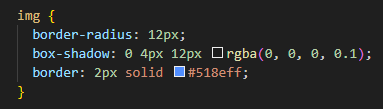 img {
  border-radius: 12px;
  box-shadow: 0 4px 12px rgba(0, 0, 0, 0.1);
  border: 2px solid #518eff;
}